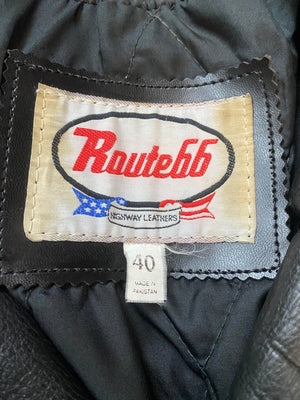 Route66
HIGHWAY LEATHERS
40
MADE IN
PAKISTAN